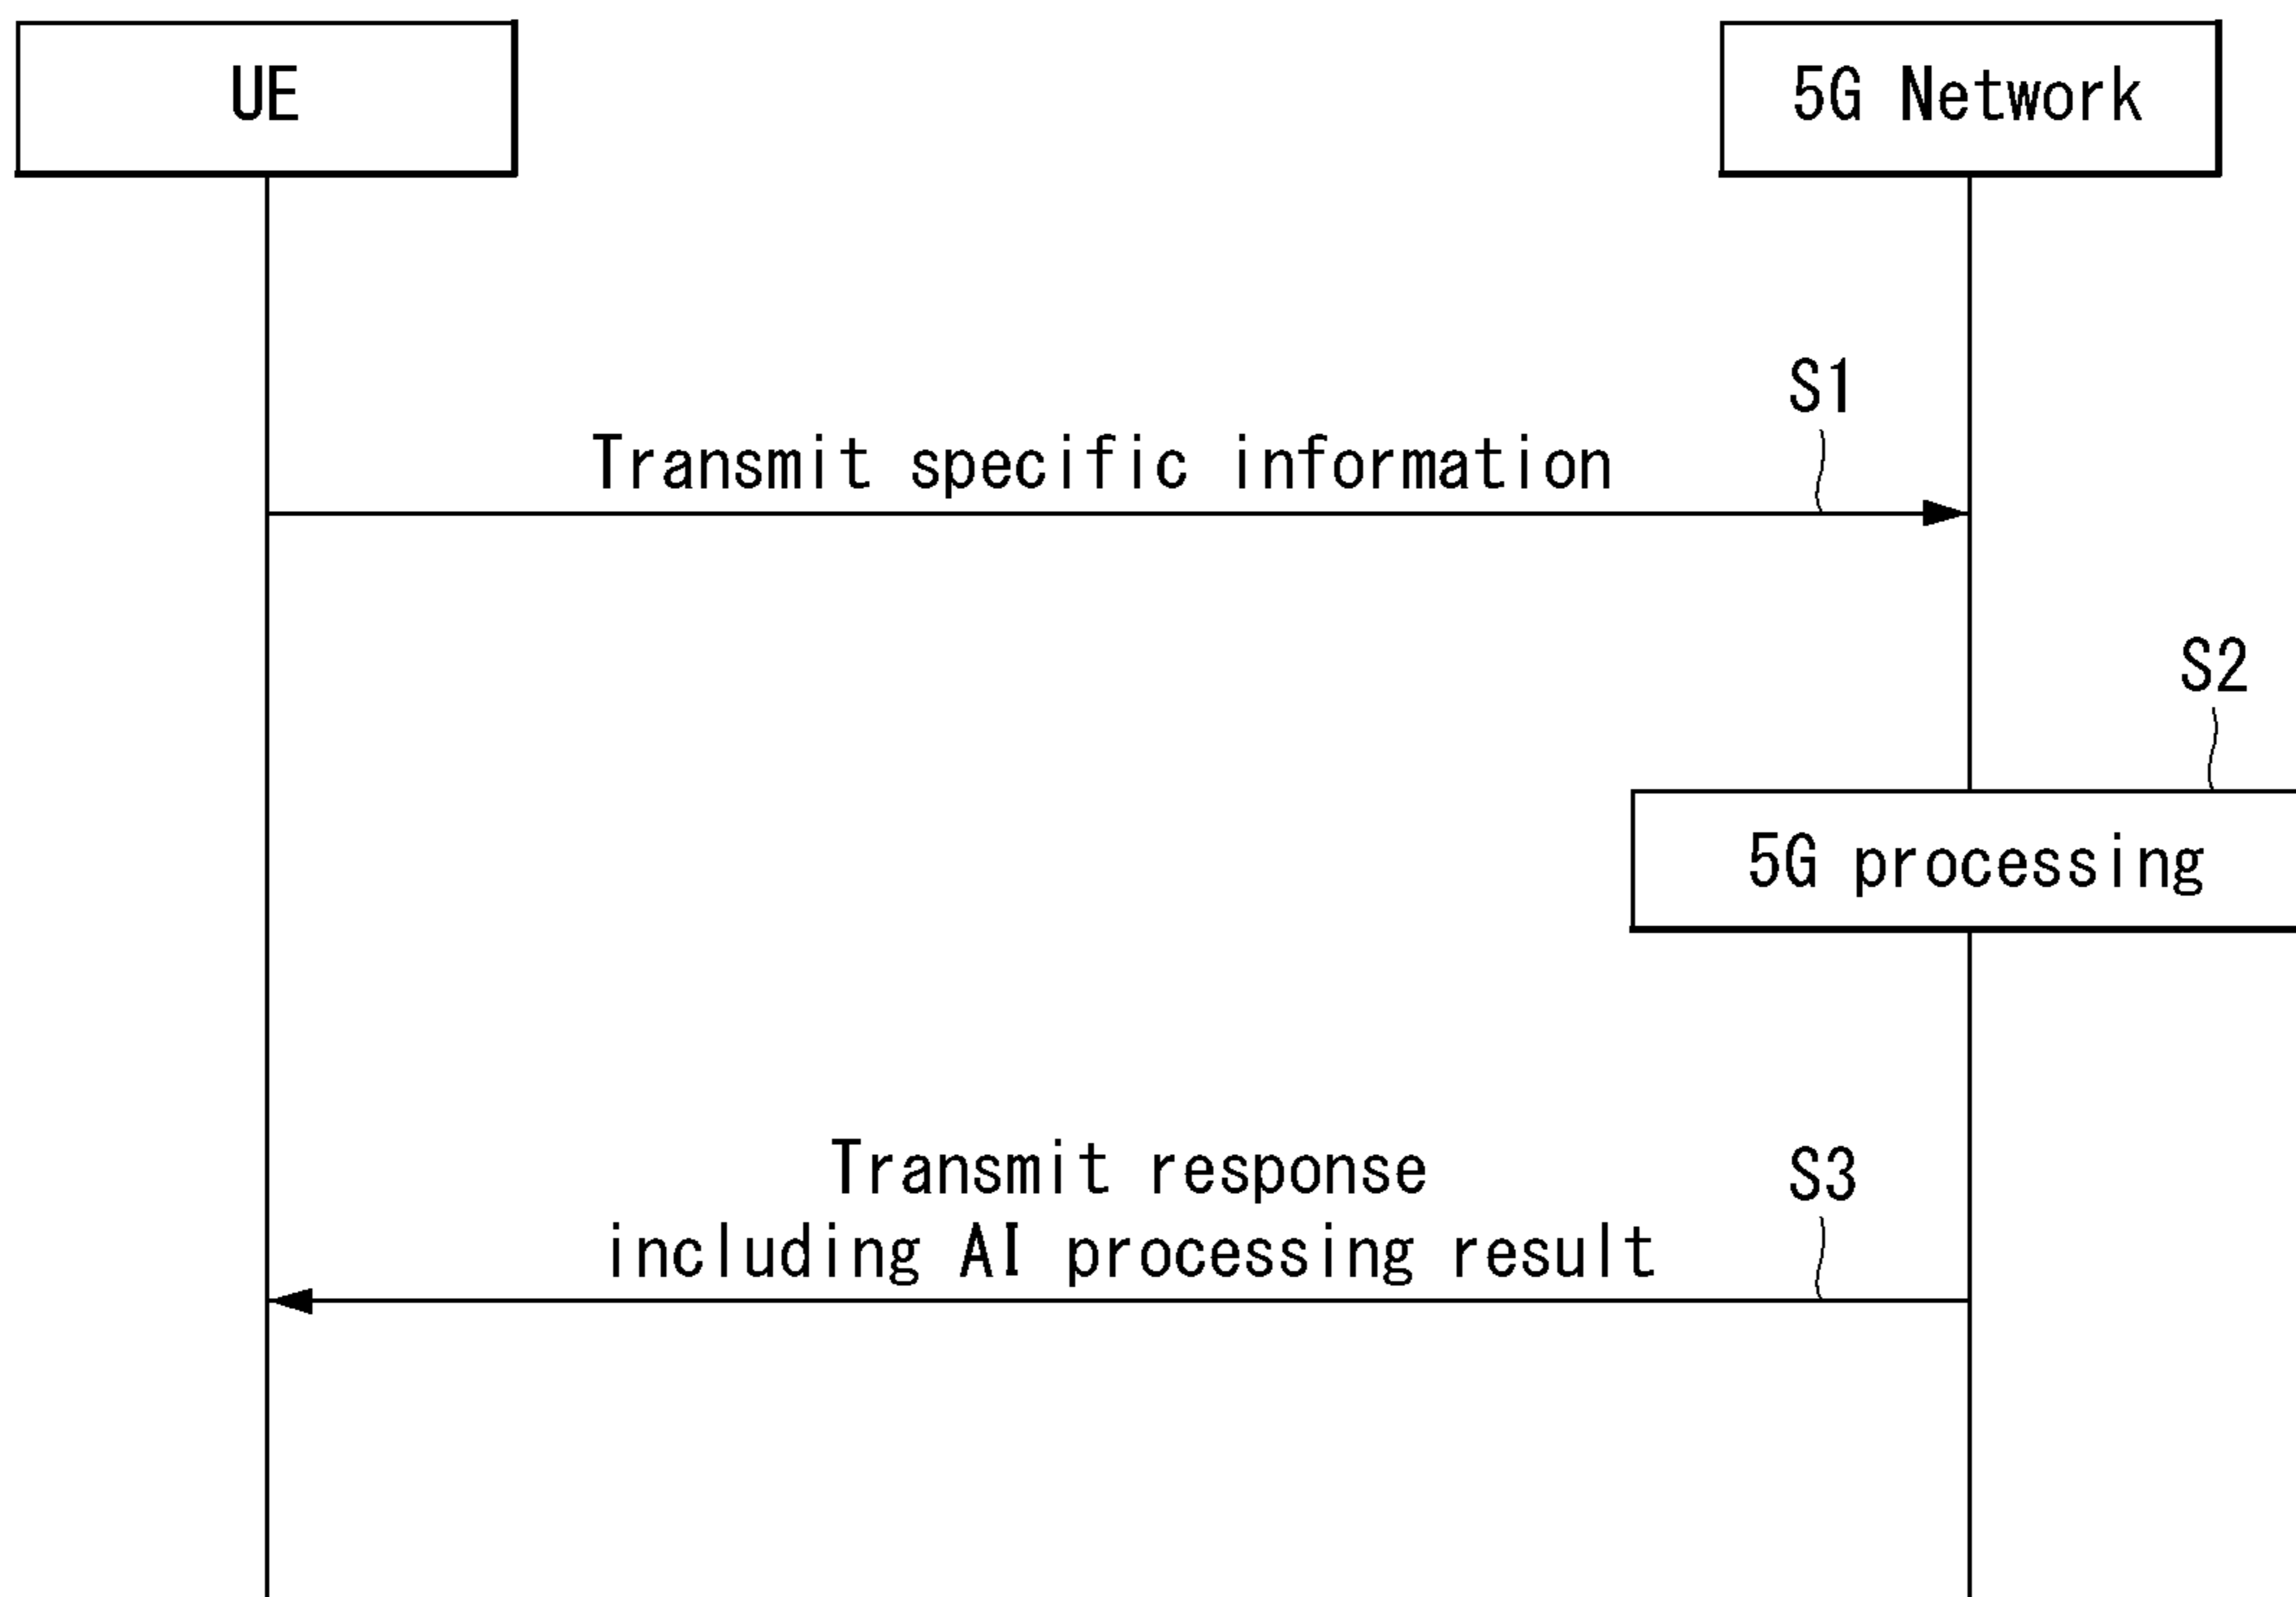 UE
5G Network
S1
Transmit specific information
S2
5G processing
Transmit response
S3
including AI processing result